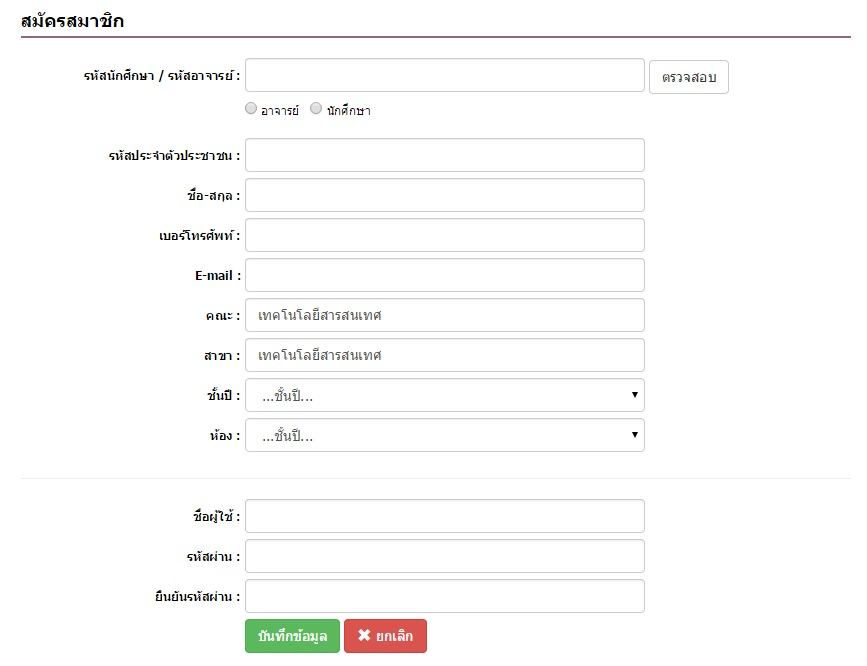 สมัครสมาชิก
รหัสนักศึกษา / รหัสอาจารย์ : ตรวจสอบ
อาจารย์ นักศึกษา
รหัสประจำตัวประชาชน :
ชื่อ-สกุล :
เบอร์โทรศัพท์ :
E-mail :
คณะ : เทคโนโลยีสารสนเทศ
สาขา : เทคโนโลยีสารสนเทศ
ชั้นปี : ...ชั้นปี...
ห้อง : ...ชั้นปี...
ชื่อผู้ใช้ :
รหัสผ่าน :
ยืนยันรหัสผ่าน :
บันทึกข้อมูล ✖ ยกเลิก